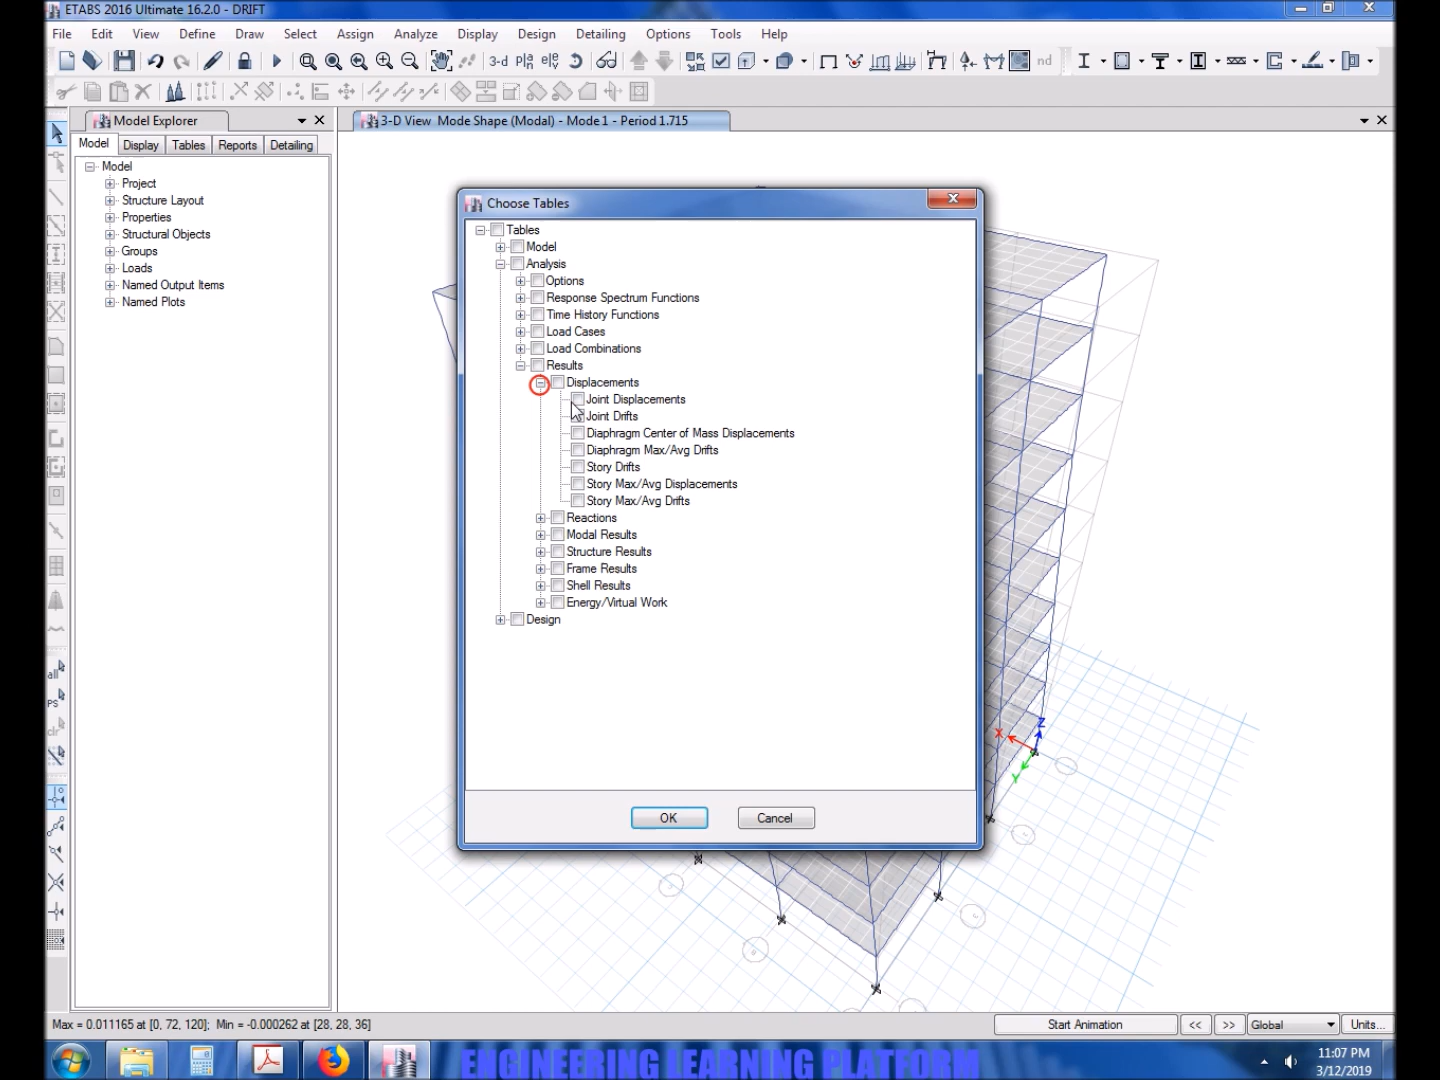 ETABS 2016 Ultimate 16.2.0 - DRIFT
File Edit View Define Draw Select Assign Analyze Display Design Detailing Options Tools Help
3-d Plan elev nd
Model Explorer
3-D View Mode Shape (Modal) - Mode 1 - Period 1.715
Model Display Tables Reports Detailing
Model
Project
Structure Layout
Properties
Structural Objects
Groups
Loads
Named Output Items
Named Plots
all
PS
clr
Choose Tables
Tables
Model
Analysis
Options
Response Spectrum Functions
Time History Functions
Load Cases
Load Combinations
Results
Displacements
Joint Displacements
Joint Drifts
Diaphragm Center of Mass Displacements
Diaphragm Max/Avg Drifts
Story Drifts
Story Max/Avg Displacements
Story Max/Avg Drifts
Reactions
Modal Results
Structure Results
Frame Results
Shell Results
Energy/Virtual Work
Design
OK Cancel
Z
X
Y
Max = 0.011165 at [0, 72, 120]; Min = -0.000262 at [28, 28, 36]
Start Animation << >> Global Units...
ENGINEERING LEARNING PLATFORM
11:07 PM
3/12/2019